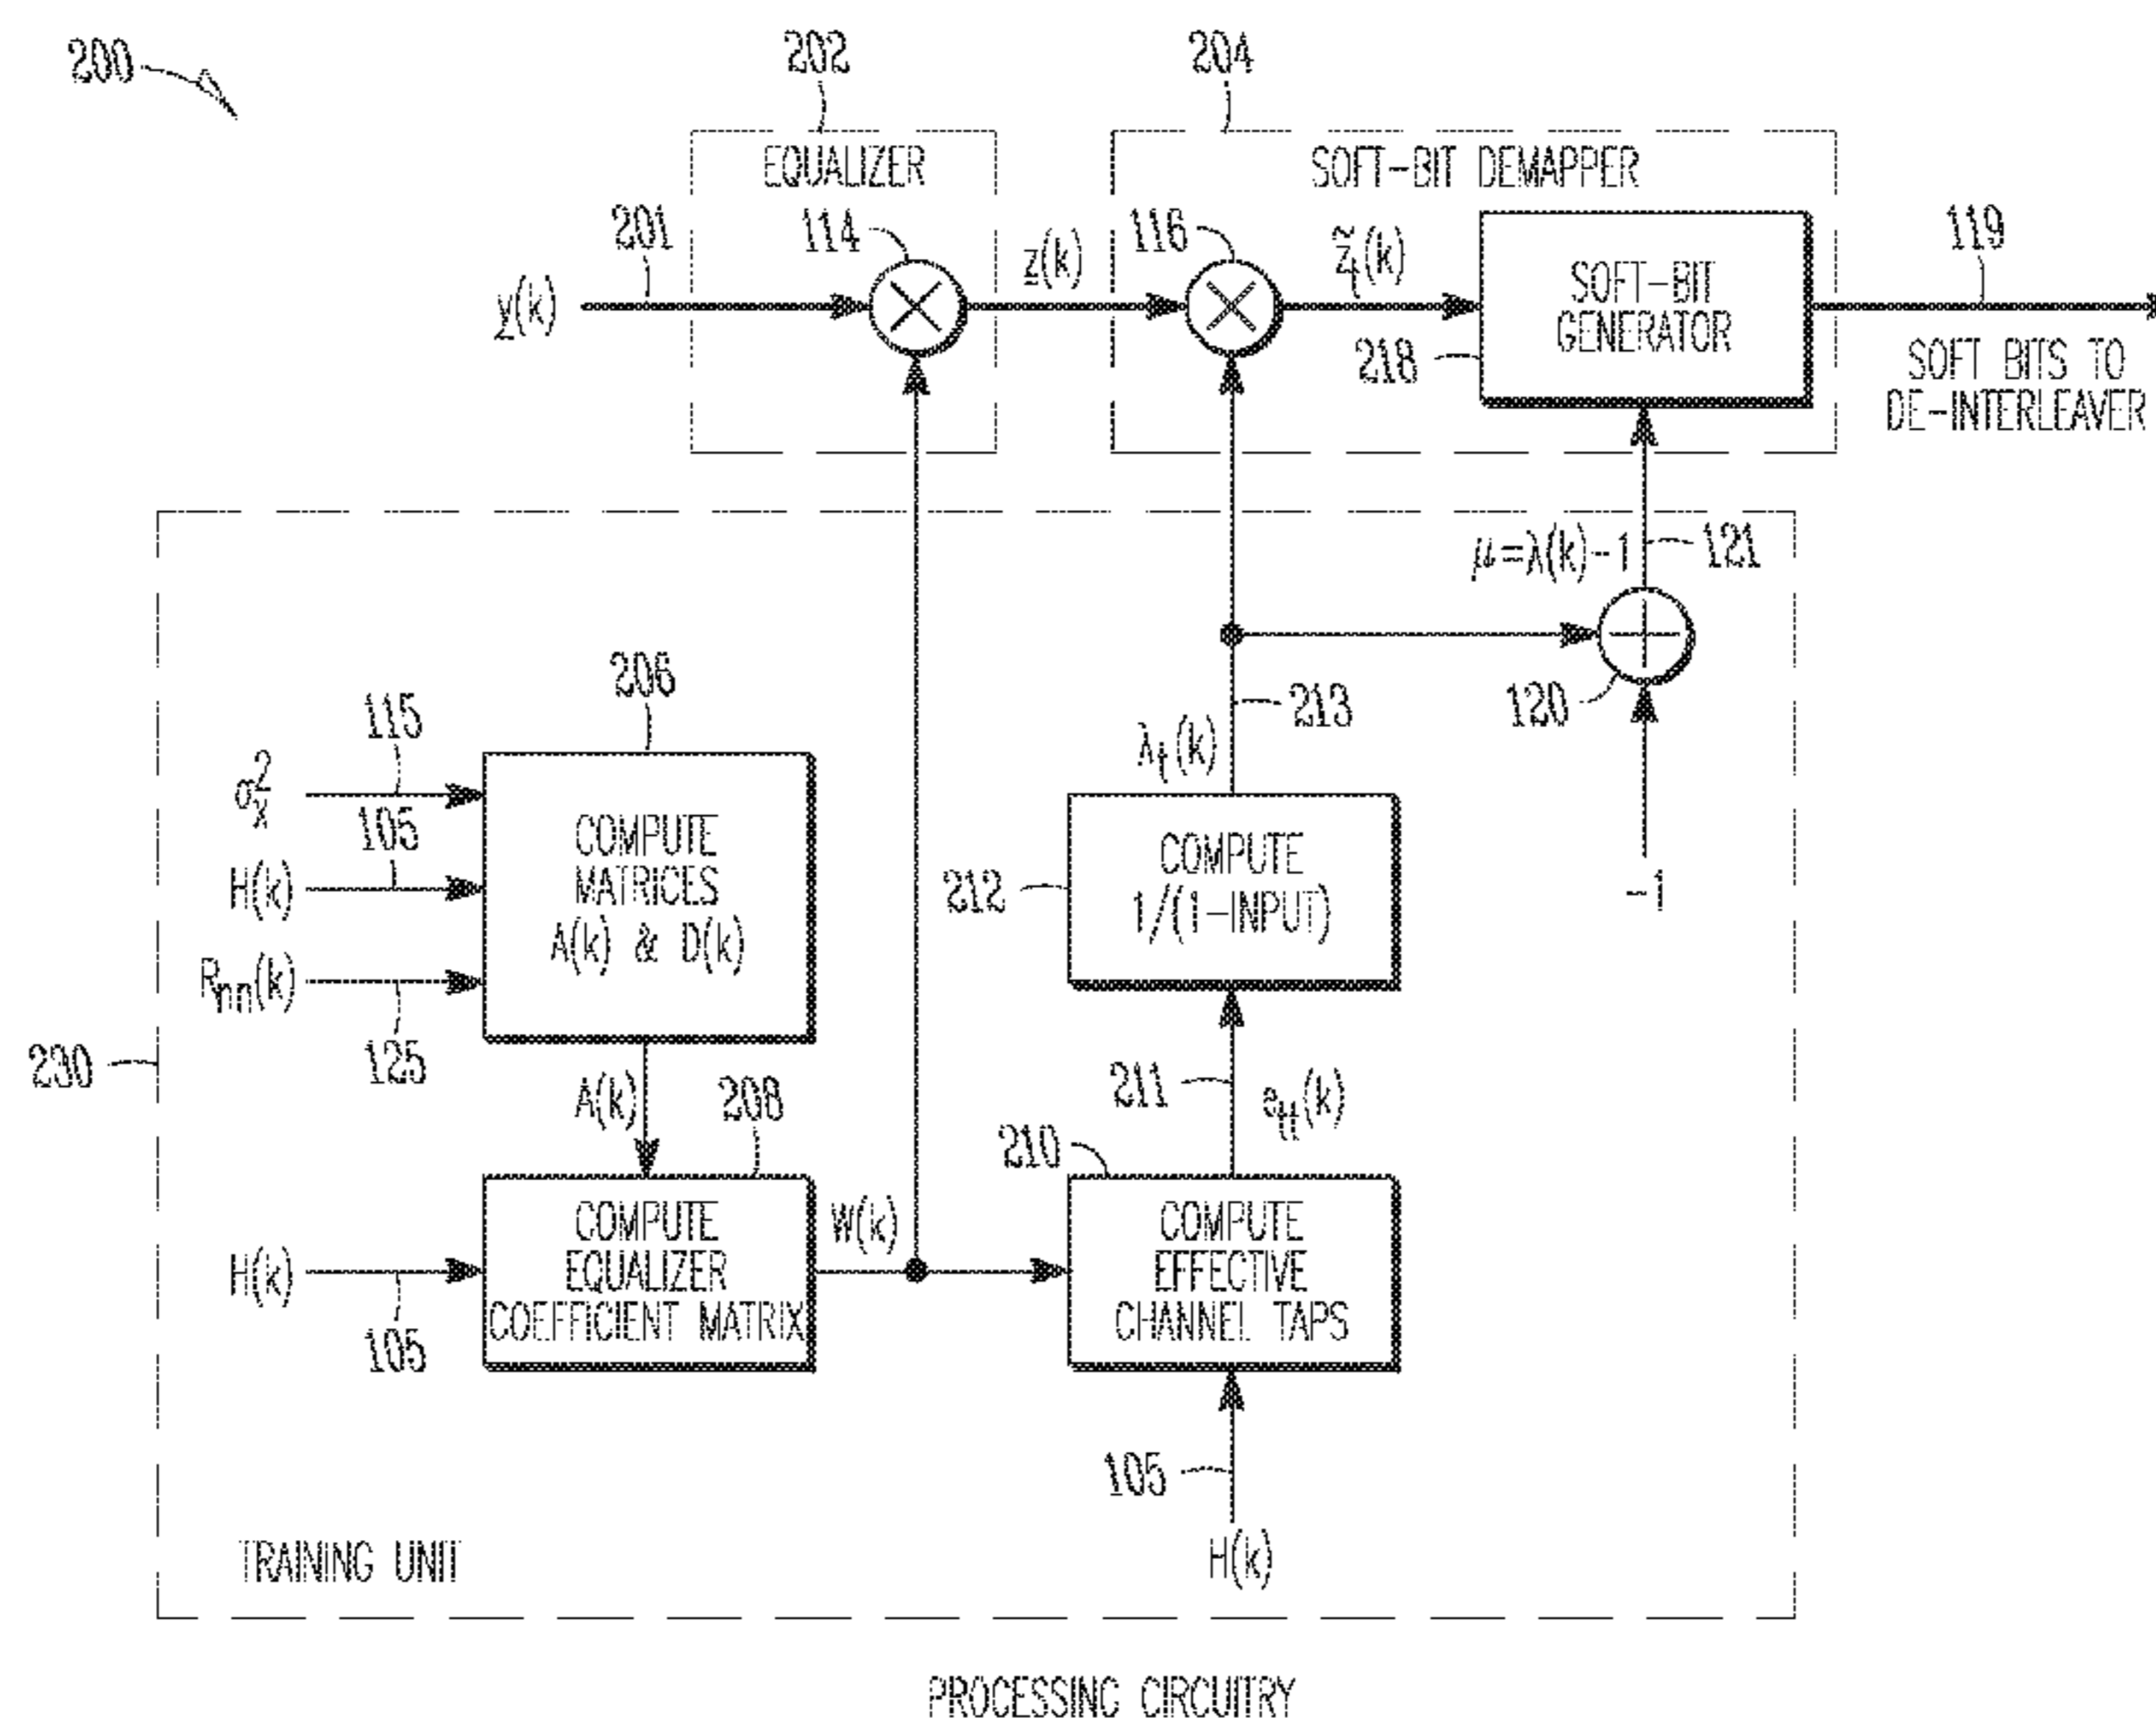 200
202
204
EQUALIZER
SOFT-BIT DEMAPPER
201
114
z(k)
116
z̃t(k)
119
y(k)
SOFT-BIT
GENERATOR
218
SOFT BITS TO
DE-INTERLEAVER
μ=λ(k)-1
121
206
115
213
120
σ²x
λt(k)
105
COMPUTE
MATRICES
A(k) & D(k)
H(k)
212
COMPUTE
1/(1-INPUT)
-1
Rnn(k)
125
230
A(k)
208
211
ett(k)
210
H(k)
105
COMPUTE
EQUALIZER
COEFFICIENT MATRIX
W(k)
COMPUTE
EFFECTIVE
CHANNEL TAPS
105
H(k)
TRAINING UNIT
PROCESSING CIRCUITRY